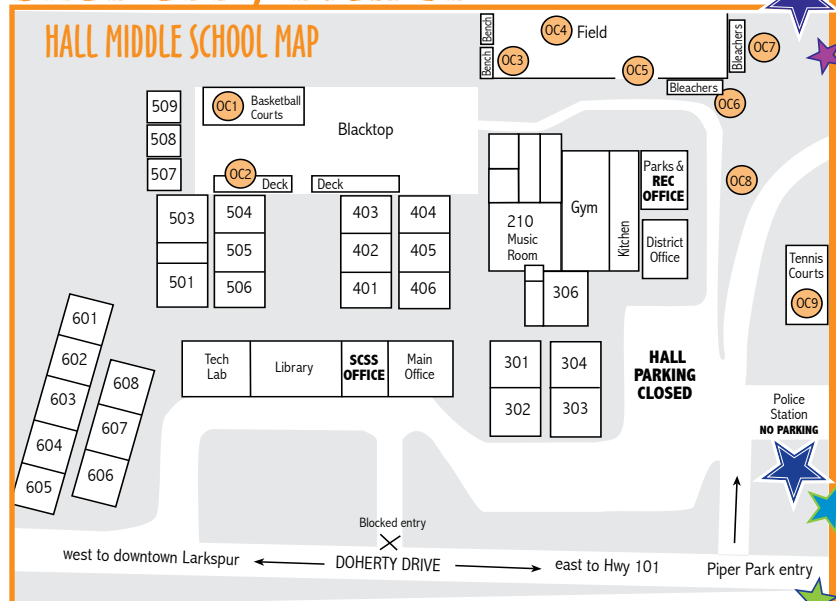 HALL MIDDLE SCHOOL MAP
Bench
Bench
OC4
Field
OC3
OC5
Bleachers
OC7
Bleachers
OC6
509
508
507
OC1
Basketball
Courts
Blacktop
OC2
Deck
Deck
OC8
503
501
504
505
506
403
402
401
404
405
406
210
Music
Room
Gym
Kitchen
Parks &
REC
OFFICE
District
Office
306
Tennis
Courts
OC9
601
602
603
604
605
608
607
606
Tech
Lab
Library
SCSS
OFFICE
Main
Office
301
302
304
303
HALL
PARKING
CLOSED
Police
Station
NO PARKING
Blocked entry
west to downtown Larkspur
DOHERTY DRIVE
east to Hwy 101
Piper Park entry